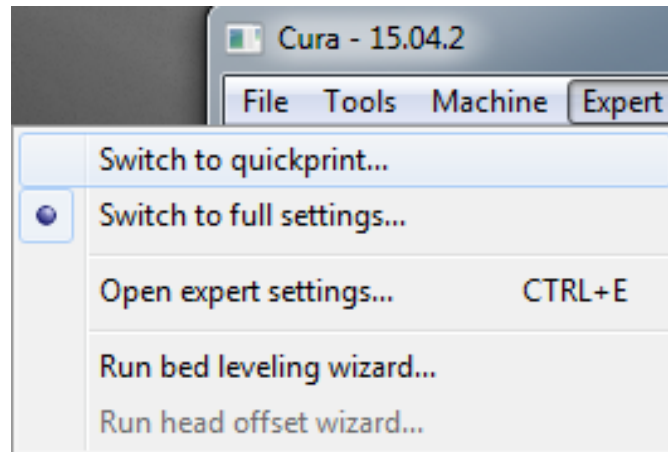 Cura - 15.04.2
File Tools Machine Expert
Switch to quickprint...
Switch to full settings...
Open expert settings... CTRL+E
Run bed leveling wizard...
Run head offset wizard...